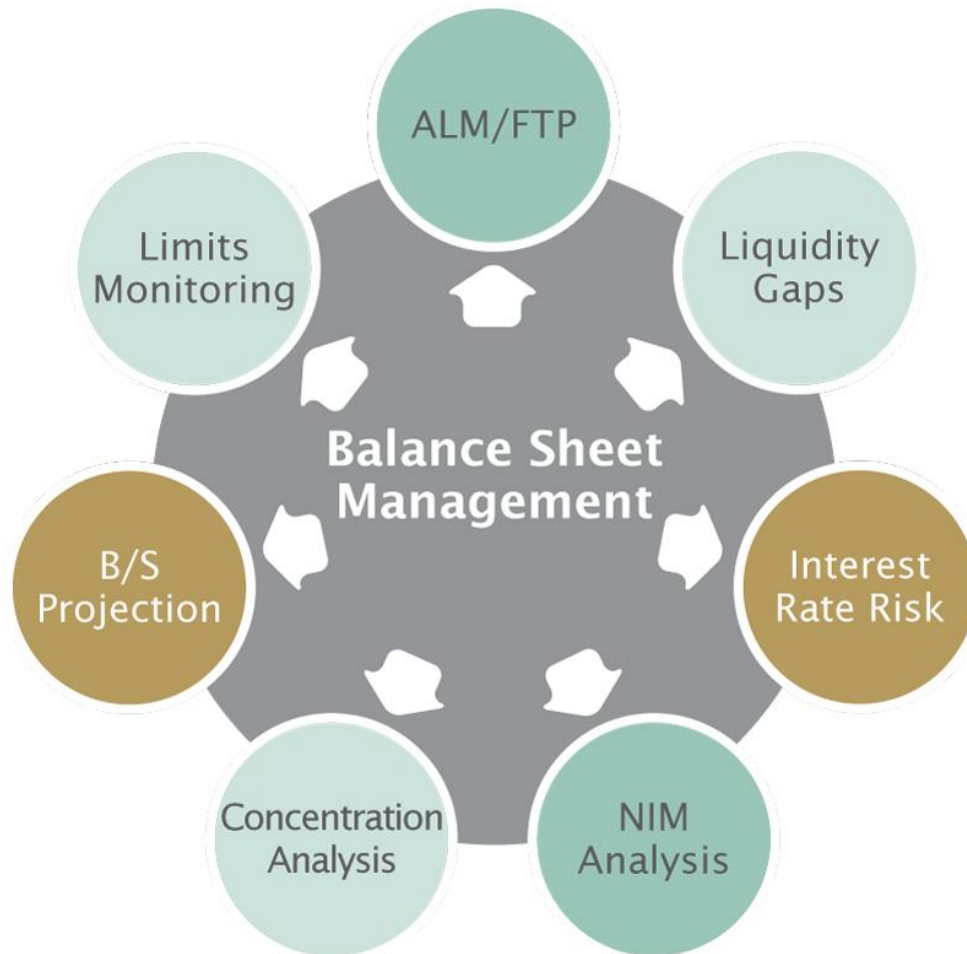 ALM/FTP
Limits
Monitoring
Liquidity
Gaps
Balance Sheet
Management
B/S
Projection
Interest
Rate Risk
Concentration
Analysis
NIM
Analysis